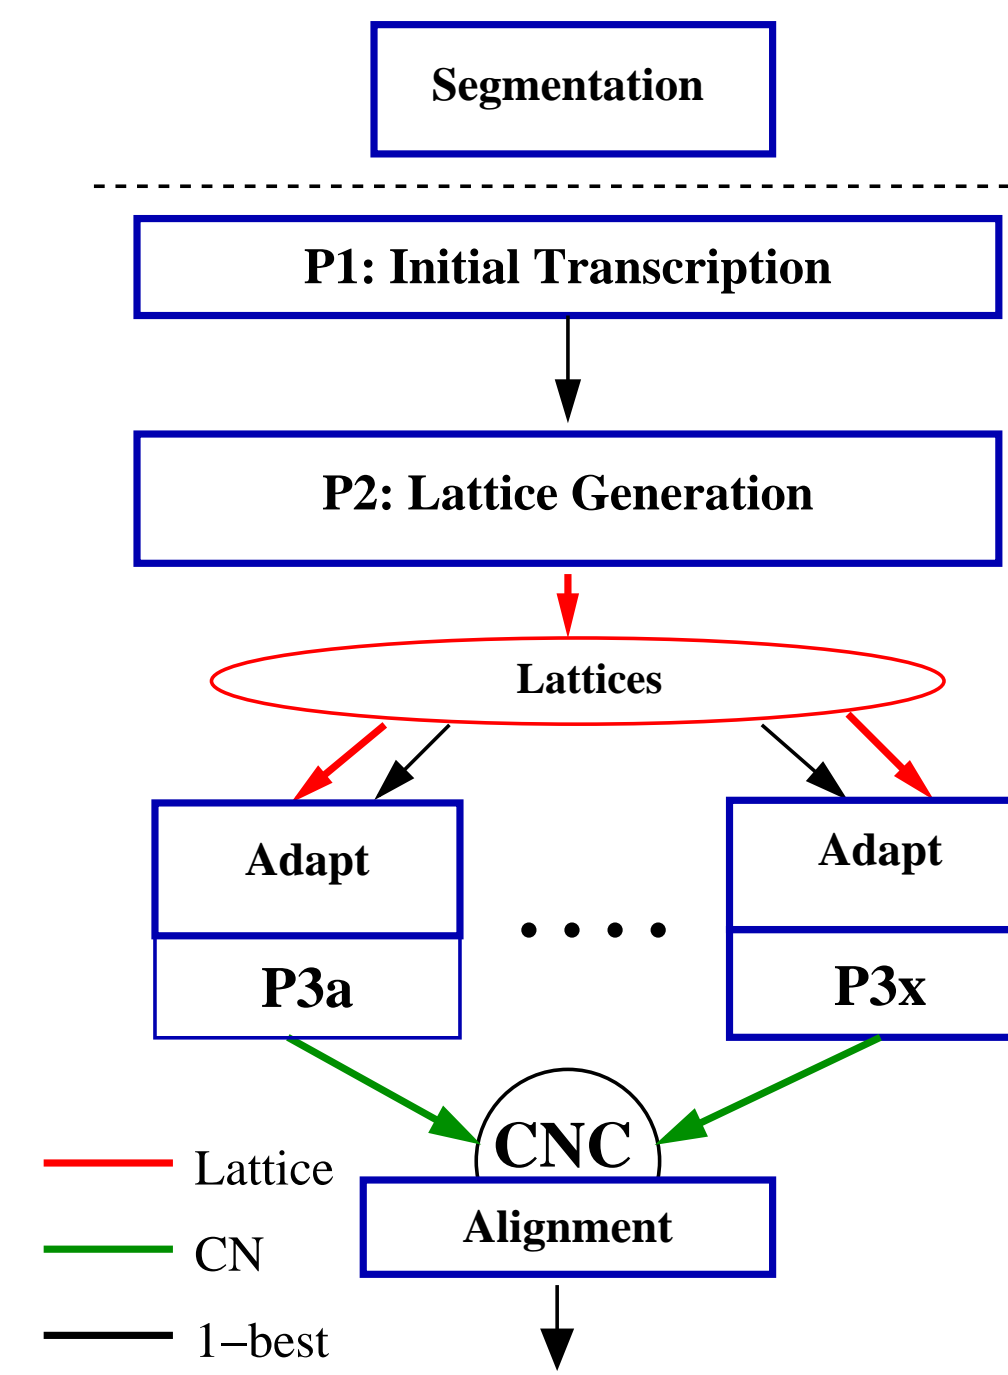 Segmentation
P1: Initial Transcription
P2: Lattice Generation
Lattices
Adapt
Adapt
P3a
P3x
CNC
Alignment
Lattice
CN
1−best